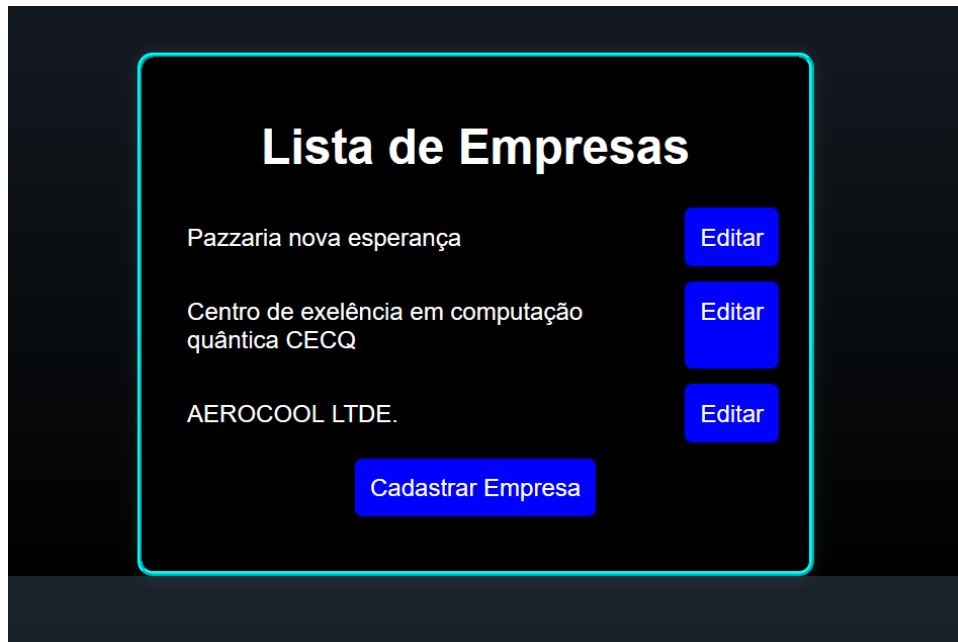 Lista de Empresas
Pazzaria nova esperança
Editar
Centro de exelência em computação
quântica CECQ
Editar
AEROCOOL LTDE.
Editar
Cadastrar Empresa